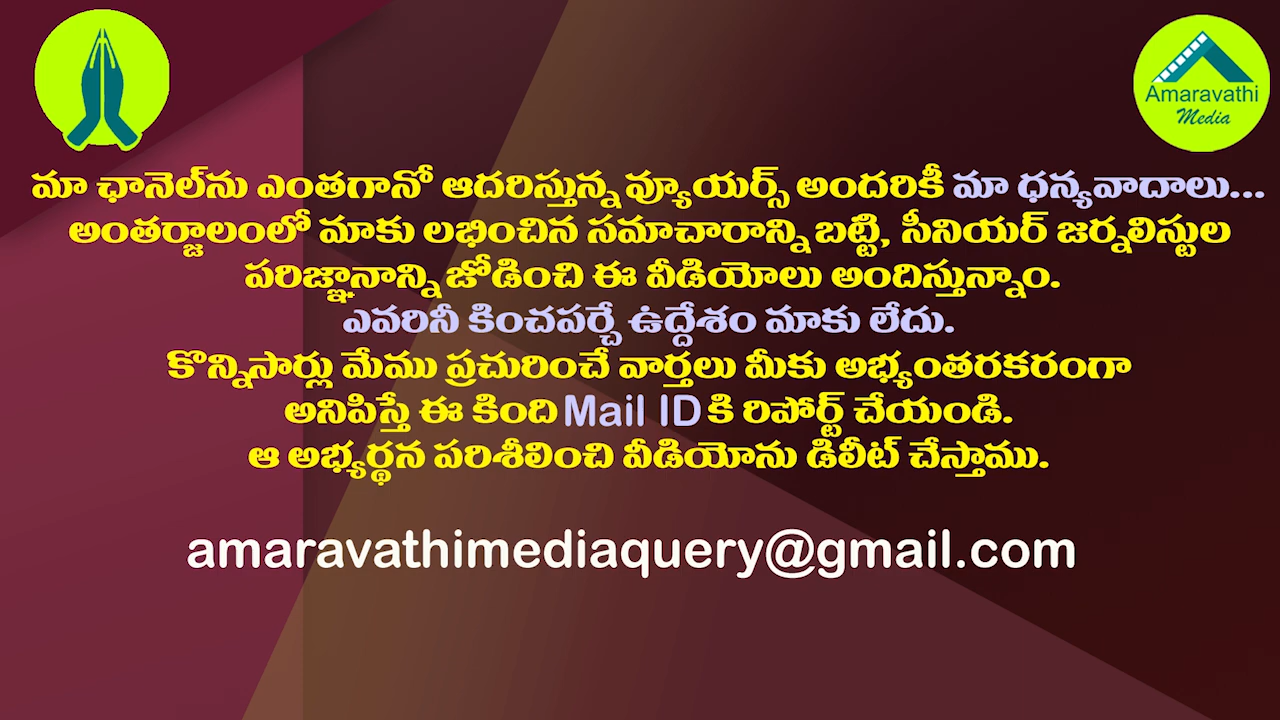 Amaravathi
Media
మా ఛానెల్‌ను ఎంతగానో ఆదరిస్తున్న వ్యూయర్స్ అందరికీ మా ధన్యవాదాలు...
అంతర్జాలంలో మాకు లభించిన సమాచారాన్ని బట్టి, సీనియర్ జర్నలిస్టుల
పరిజ్ఞానాన్ని జోడించి ఈ వీడియోలు అందిస్తున్నాం.
ఎవరినీ కించపర్చే ఉద్దేశం మాకు లేదు.
కొన్నిసార్లు మేము ప్రచురించే వార్తలు మీకు అభ్యంతరకరంగా
అనిపిస్తే ఈ కింది Mail ID కి రిపోర్ట్ చేయండి.
ఆ అభ్యర్థన పరిశీలించి వీడియోను డిలీట్ చేస్తాము.
amaravathimediaquery@gmail.com